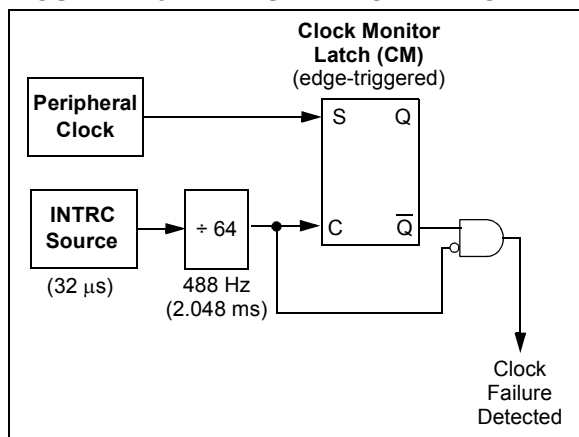 Clock Monitor
Latch (CM)
(edge-triggered)
Peripheral
Clock
S Q
INTRC
Source
÷ 64
C Q̅
(32 μs)
488 Hz
(2.048 ms)
Clock
Failure
Detected